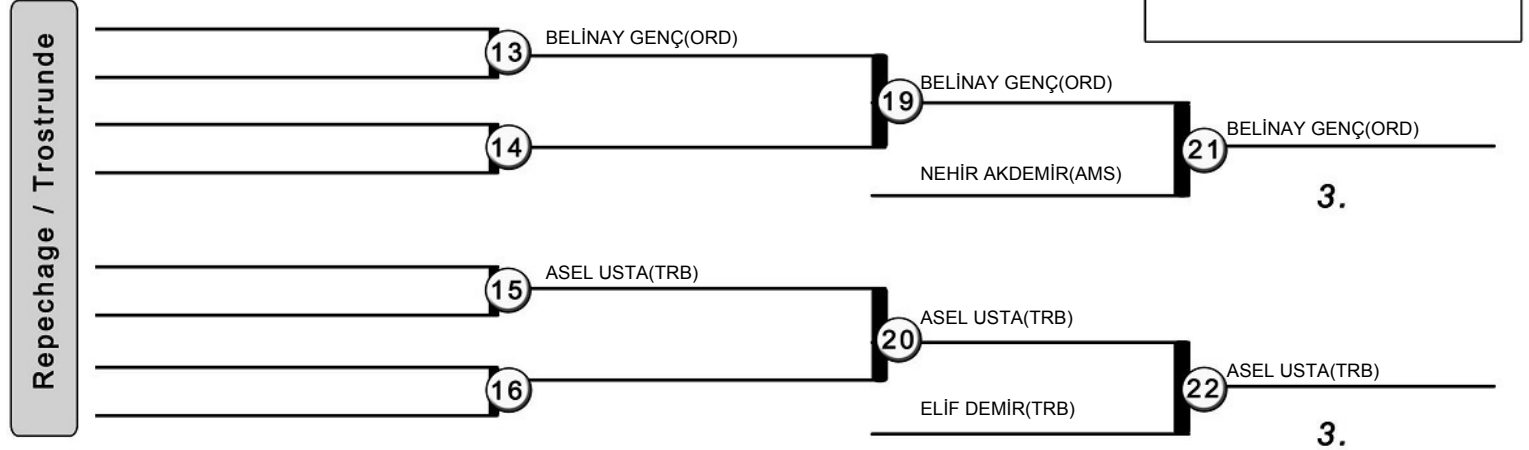 Repechage / Trostrunde
13
BELİNAY GENÇ(ORD)
19
BELİNAY GENÇ(ORD)
14
21
BELİNAY GENÇ(ORD)
NEHİR AKDEMİR(AMS)
3.
15
ASEL USTA(TRB)
20
ASEL USTA(TRB)
16
22
ASEL USTA(TRB)
ELİF DEMİR(TRB)
3.